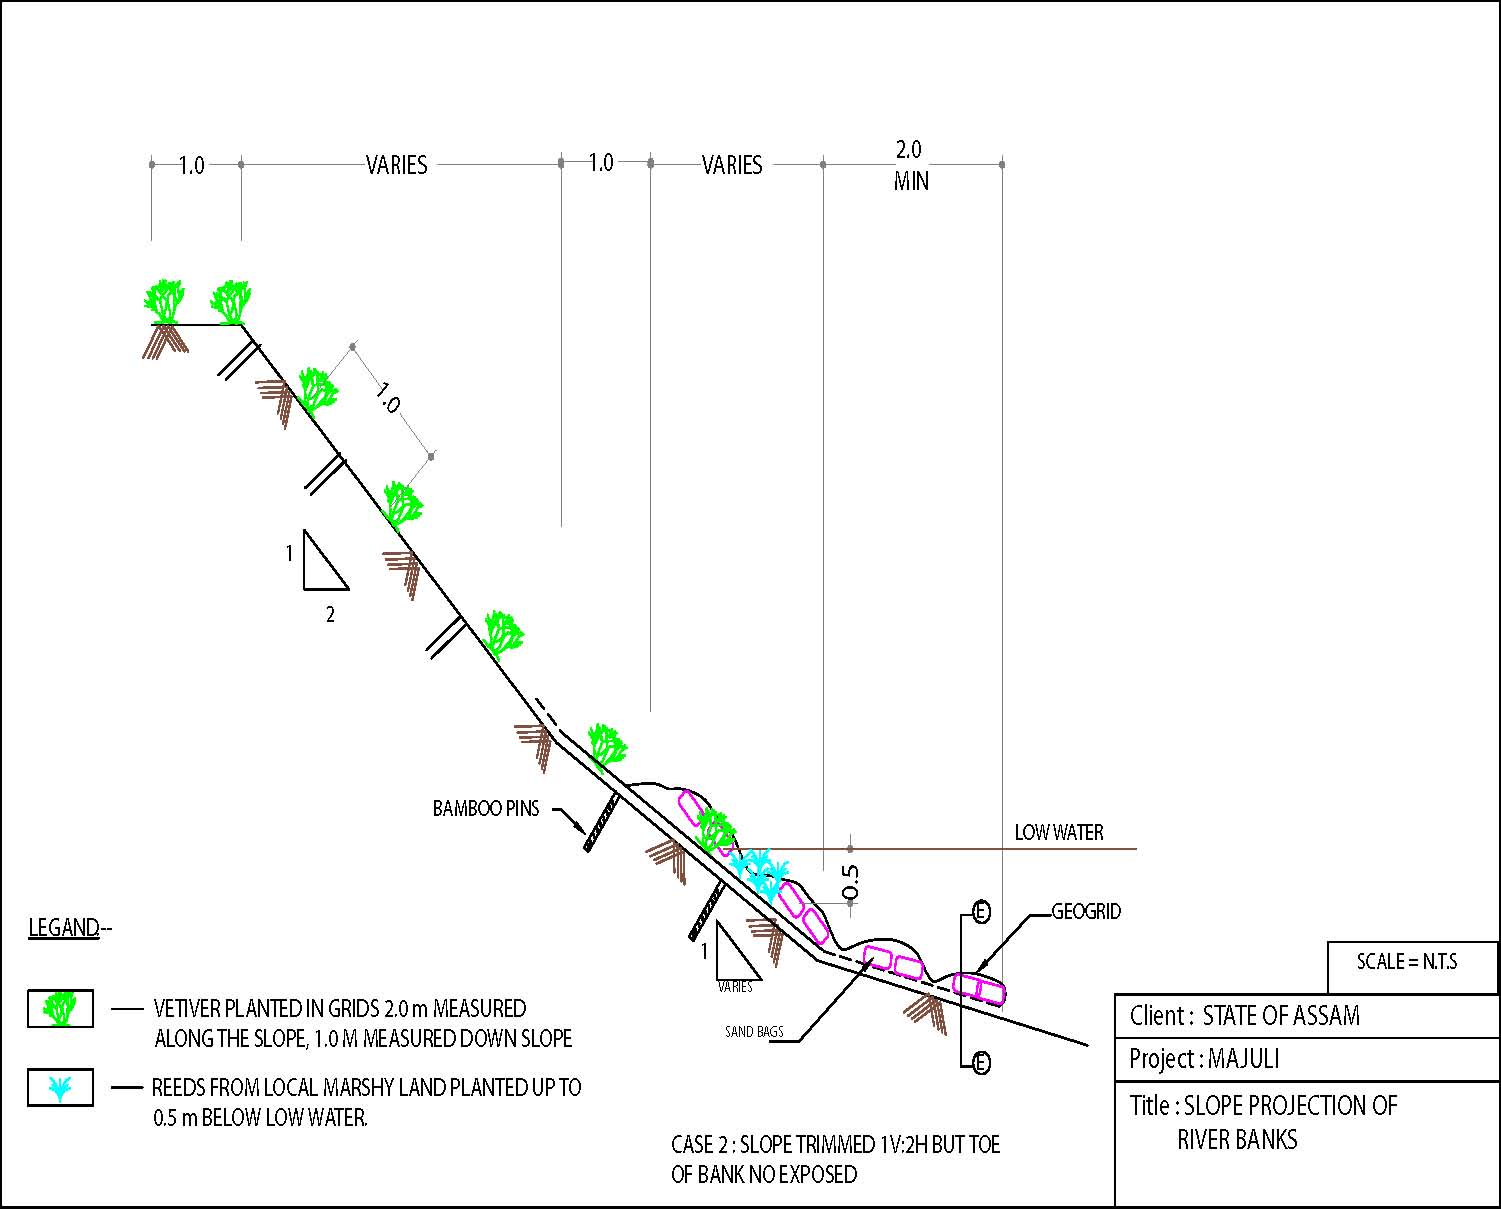 1.0
VARIES
1.0
VARIES
2.0
MIN
1.0
1
2
BAMBOO PINS
LOW WATER
0.5
E
GEOGRID
1
VARIES
SAND BAGS
E
LEGAND--
VETIVER PLANTED IN GRIDS 2.0 m MEASURED
ALONG THE SLOPE, 1.0 M MEASURED DOWN SLOPE
REEDS FROM LOCAL MARSHY LAND PLANTED UP TO
0.5 m BELOW LOW WATER.
CASE 2 : SLOPE TRIMMED 1V:2H BUT TOE
OF BANK NO EXPOSED
SCALE = N.T.S
Client : STATE OF ASSAM
Project : MAJULI
Title : SLOPE PROJECTION OF
RIVER BANKS